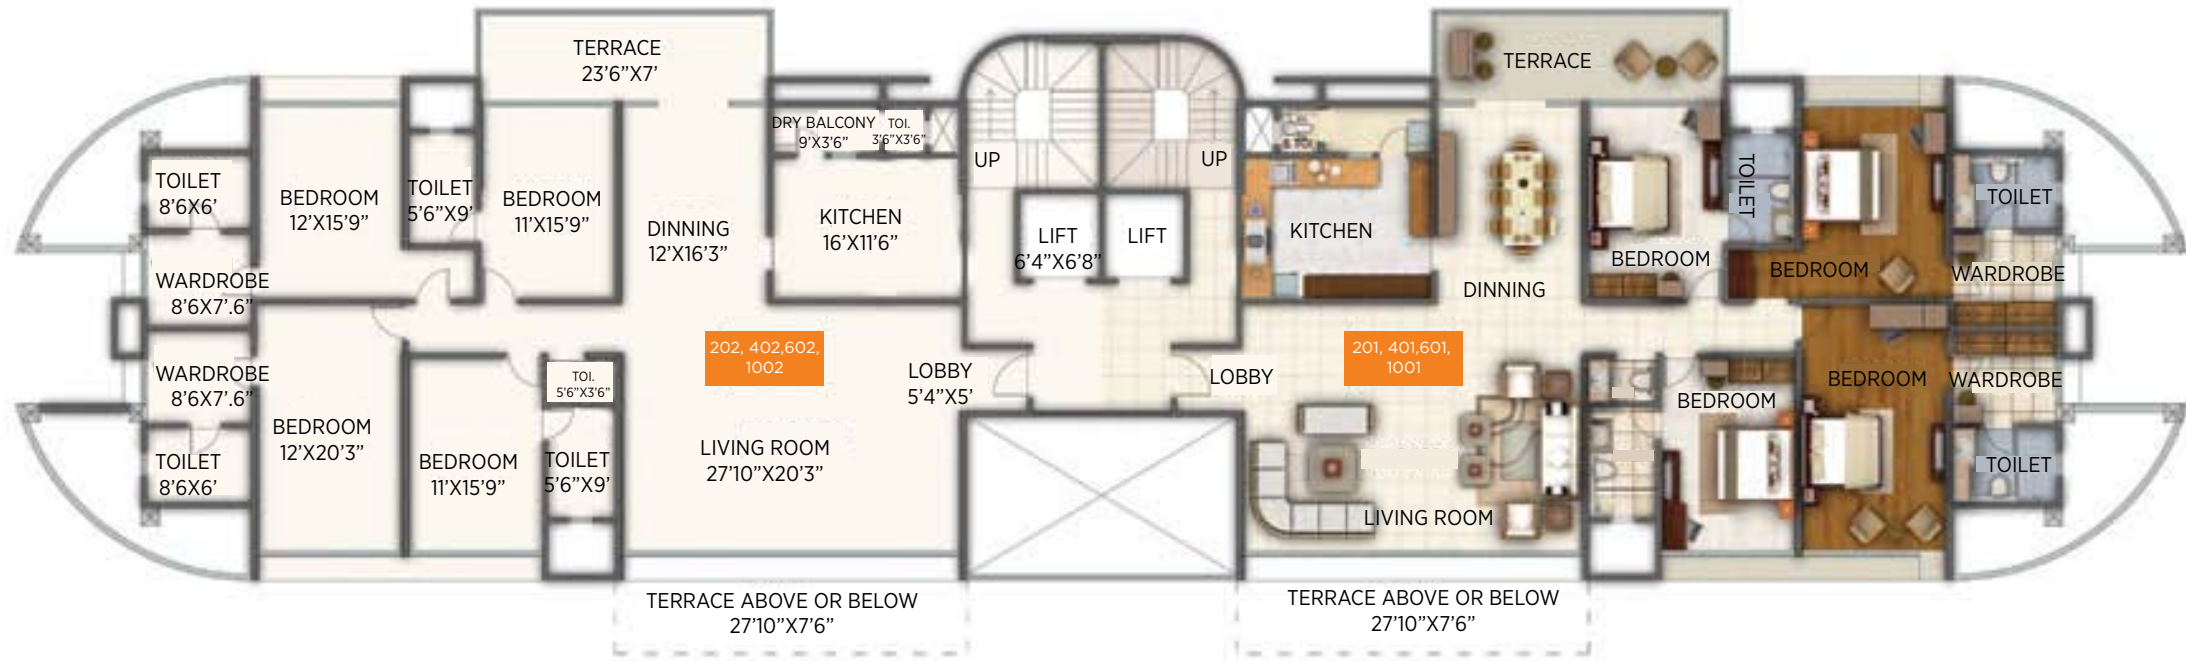 TERRACE
23'6"X7'
TERRACE
DRY BALCONY
9'X3'6"
TOI.
3'6"X3'6"
UP
UP
TOILET
8'6X6'
BEDROOM
12'X15'9"
TOILET
5'6"X9'
BEDROOM
11'X15'9"
DINNING
12'X16'3"
KITCHEN
16'X11'6"
LIFT
6'4"X6'8"
LIFT
KITCHEN
DINNING
BEDROOM
TOILET
BEDROOM
TOILET
WARDROBE
WARDROBE
8'6X7'.6"
WARDROBE
8'6X7'.6"
TOILET
8'6X6'
BEDROOM
12'X20'3"
BEDROOM
11'X15'9"
TOI.
5'6"X3'6"
TOILET
5'6"X9'
202, 402,602,
1002
LIVING ROOM
27'10"X20'3"
LOBBY
5'4"X5'
LOBBY
201, 401,601,
1001
LIVING ROOM
BEDROOM
BEDROOM
WARDROBE
TOILET
TERRACE ABOVE OR BELOW
27'10"X7'6"
TERRACE ABOVE OR BELOW
27'10"X7'6"